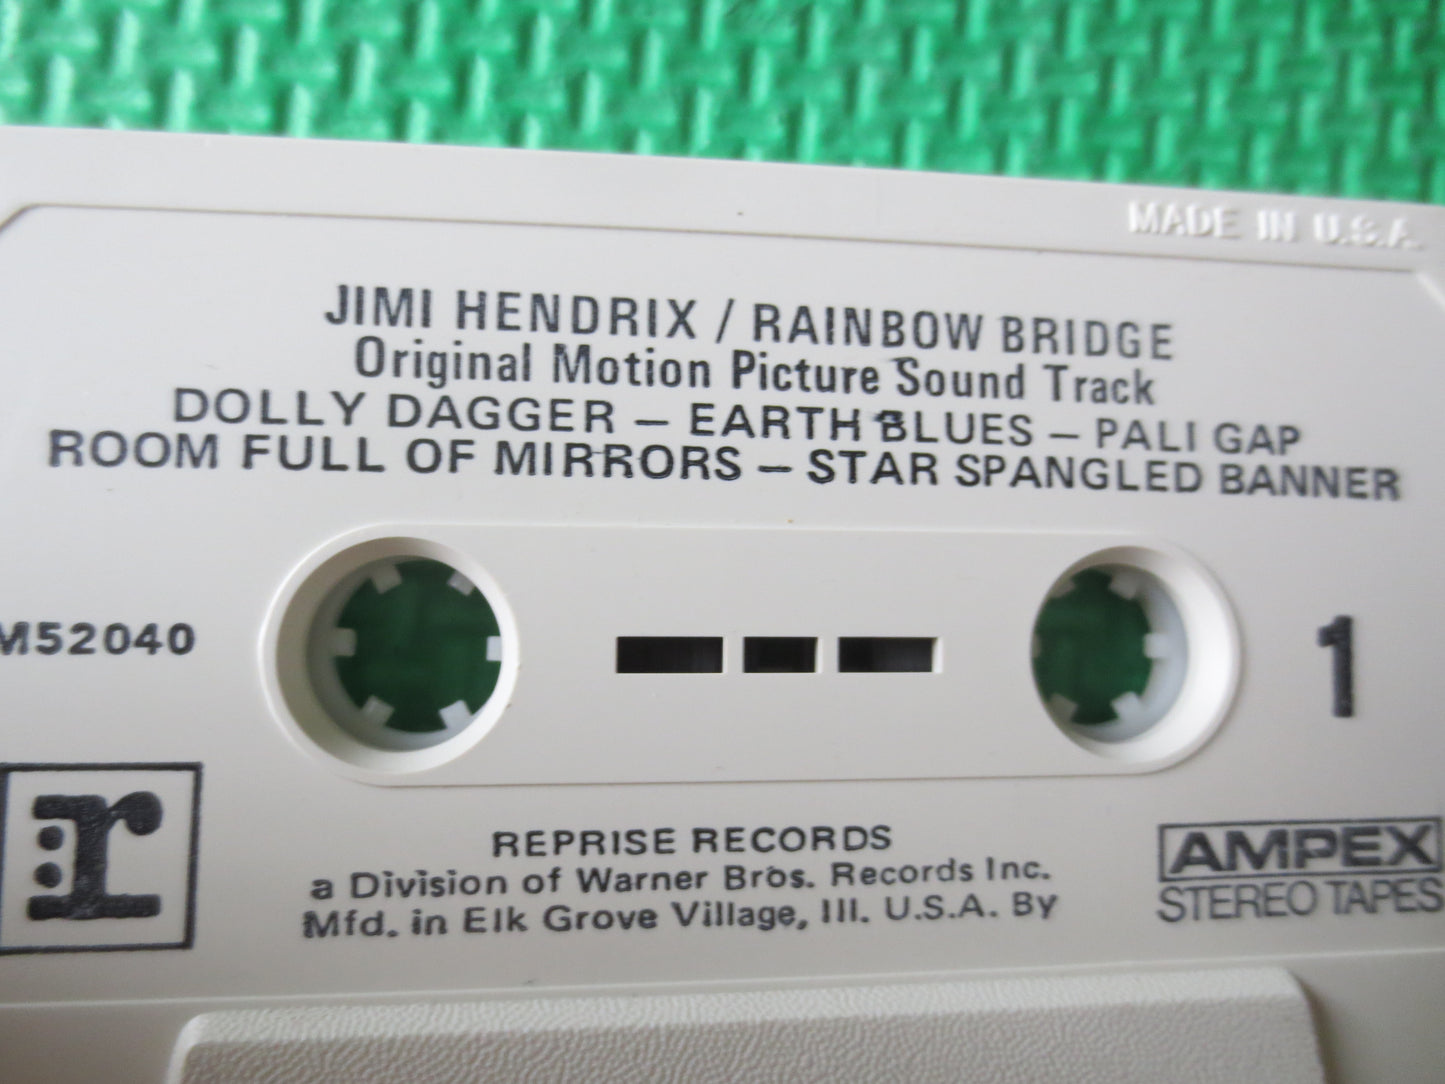 MADE IN U.S.A.
JIMI HENDRIX / RAINBOW BRIDGE
Original Motion Picture Sound Track
DOLLY DAGGER – EARTH BLUES – PALI GAP
ROOM FULL OF MIRRORS – STAR SPANGLED BANNER
M52040
1
r
REPRISE RECORDS
a Division of Warner Bros. Records Inc.
Mfd. in Elk Grove Village, Ill. U.S.A. By
AMPEX
STEREO TAPES